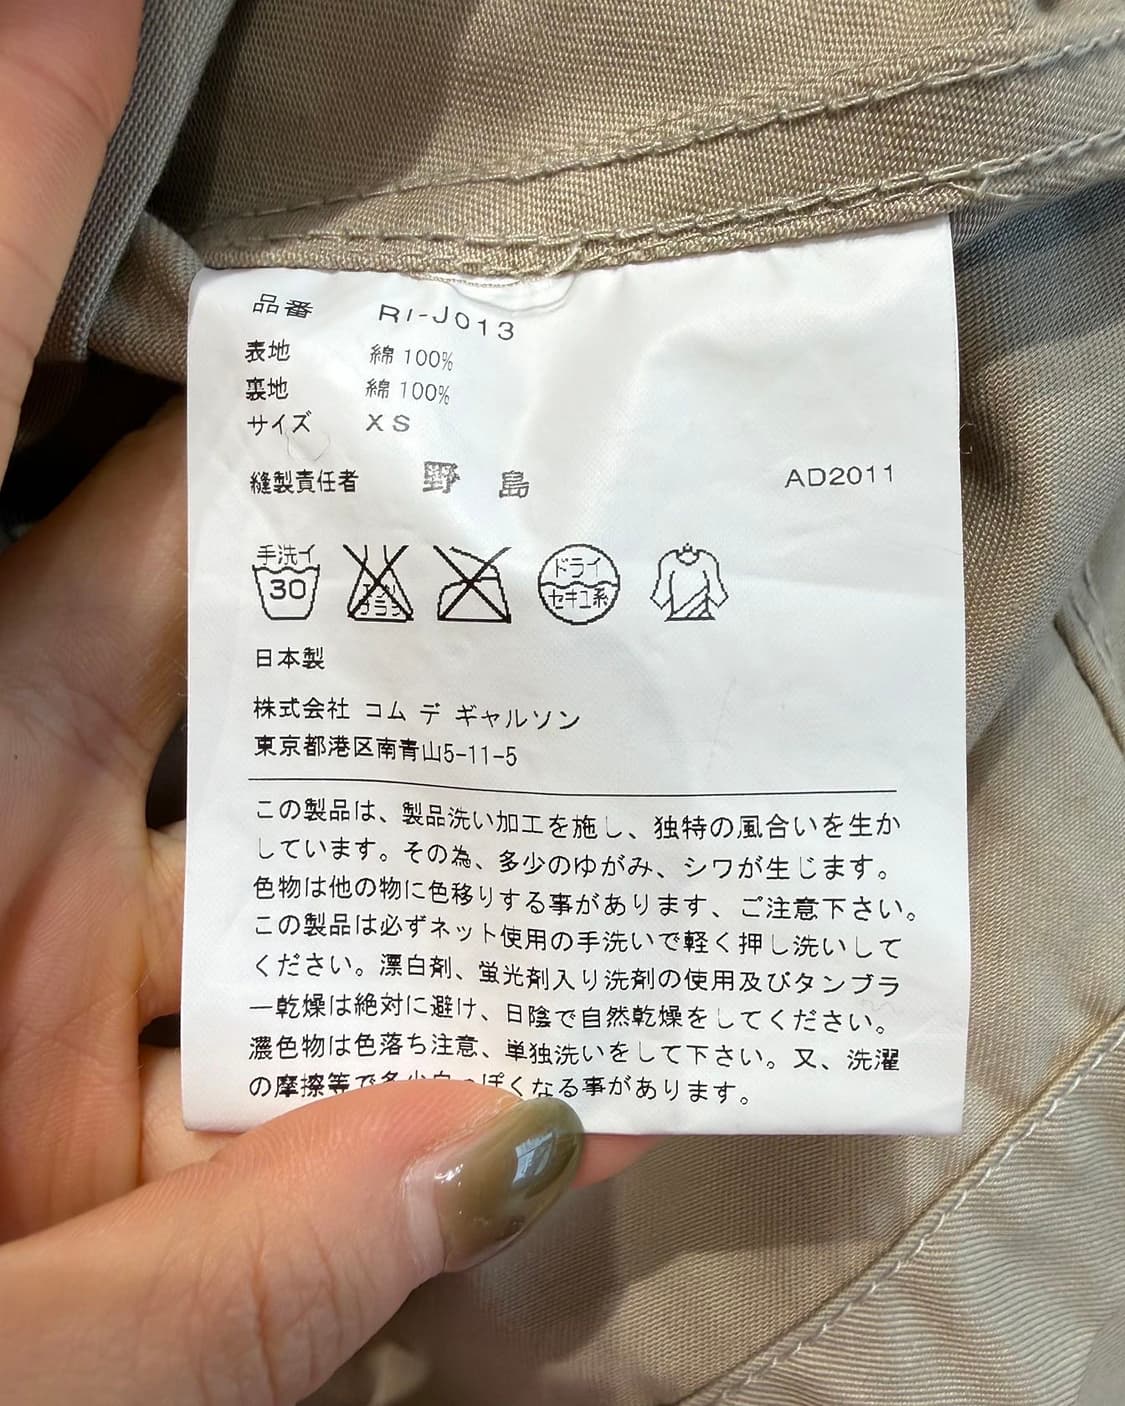 品番 RI-J013
表地 綿 100%
裏地 綿 100%
サイズ XS
縫製責任者 野 島 AD2011
手洗イ
30
エンソ
サラシ
ドライ
セキユ系
日本製
株式会社 コム デ ギャルソン
東京都港区南青山5-11-5
この製品は、製品洗い加工を施し、独特の風合いを生か
しています。その為、多少のゆがみ、シワが生じます。
色物は他の物に色移りする事があります、ご注意下さい。
この製品は必ずネット使用の手洗いで軽く押し洗いして
ください。漂白剤、蛍光剤入り洗剤の使用及びタンブラ
ー乾燥は絶対に避け、日陰で自然乾燥をしてください。
濃色物は色落ち注意、単独洗いをして下さい。又、洗濯
の摩擦等で多少白っぽくなる事があります。